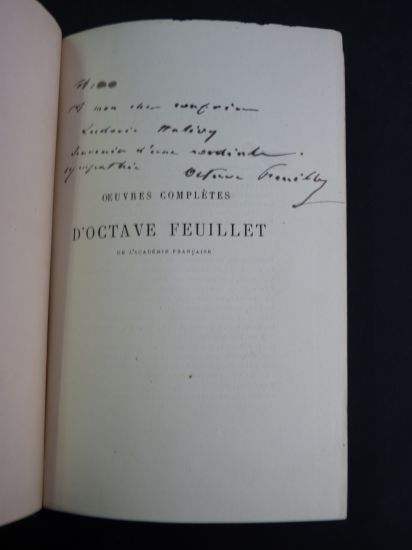 A mon cher confrère
Ludovic Halévy
souvenir d'une cordiale
sympathie Octave Feuillet
OEUVRES COMPLÈTES
D'OCTAVE FEUILLET
DE L'ACADÉMIE FRANÇAISE